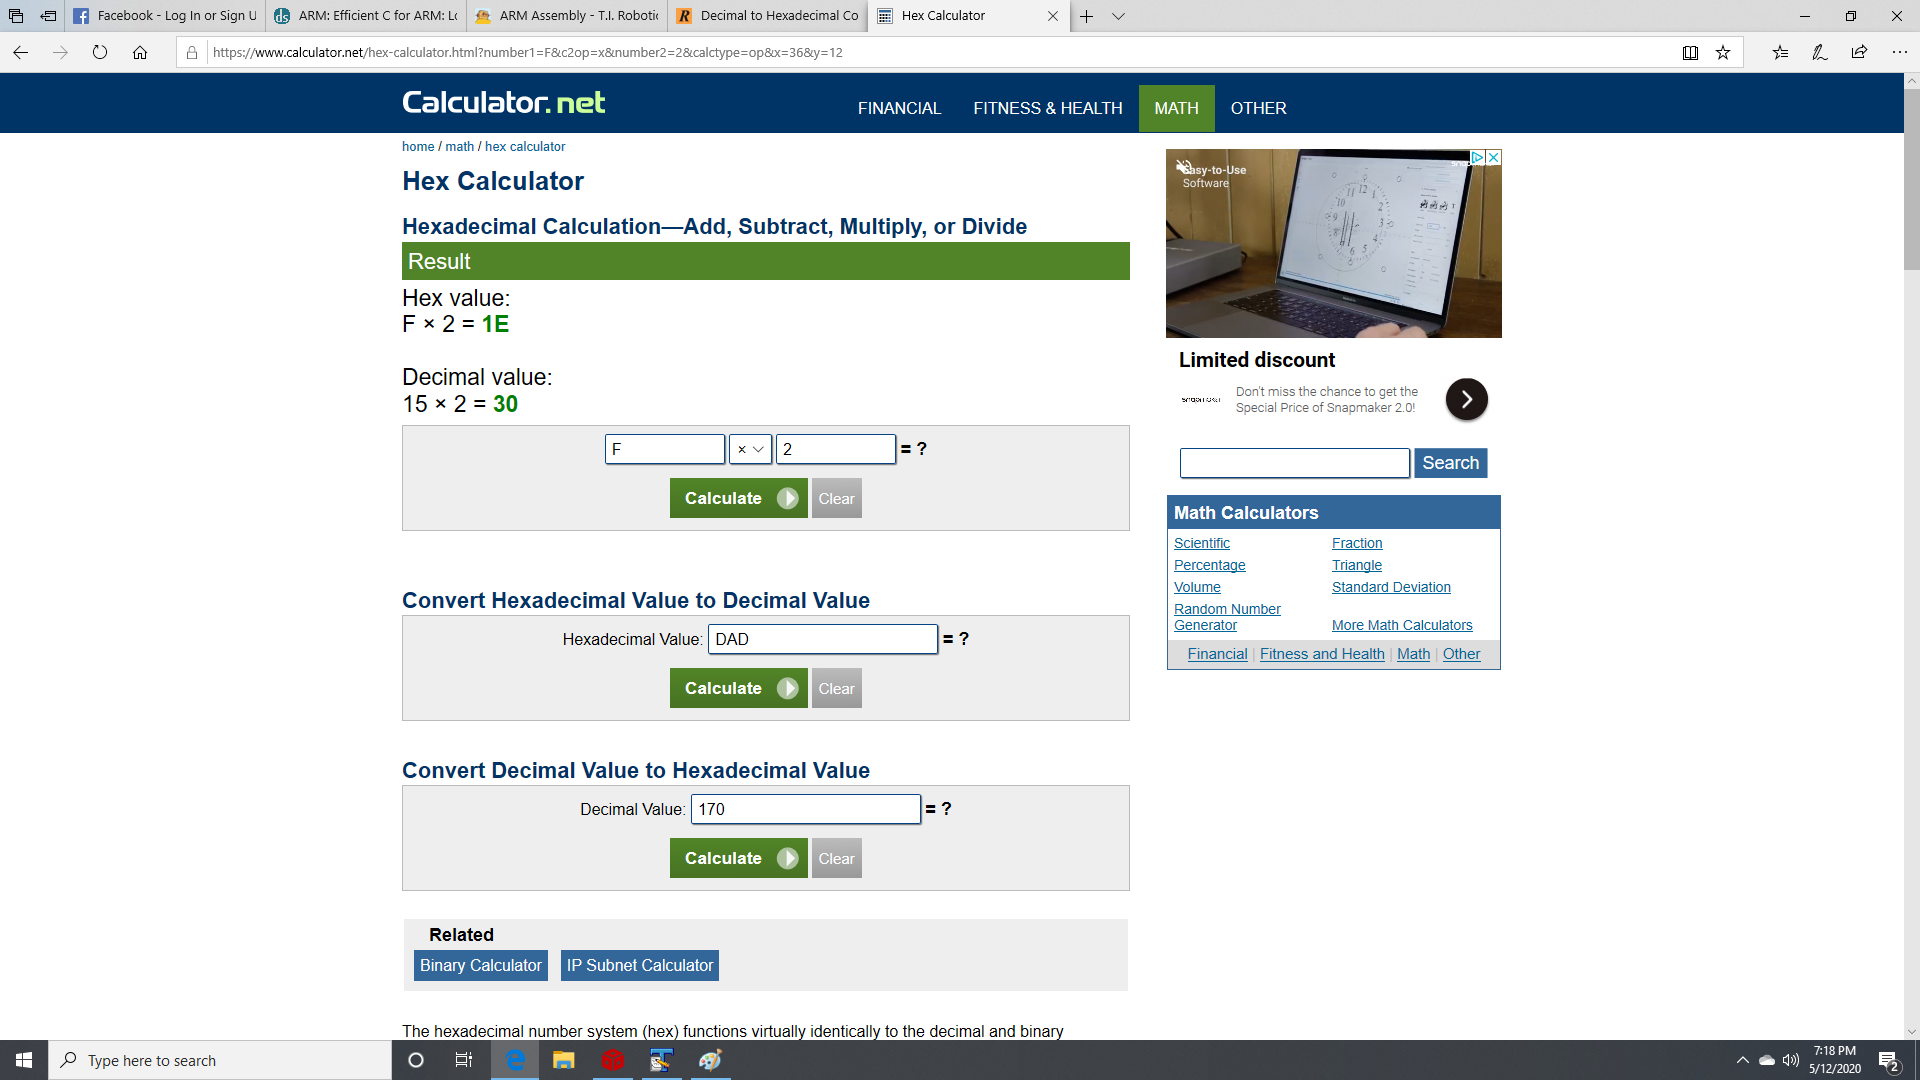 Facebook - Log In or Sign U
ARM: Efficient C for ARM: Lo
ARM Assembly - T.I. Robotic
Decimal to Hexadecimal Co
Hex Calculator
https://www.calculator.net/hex-calculator.html?number1=F&c2op=x&number2=2&calctype=op&x=36&y=12
Calculator.net
FINANCIAL FITNESS & HEALTH MATH OTHER
home / math / hex calculator
Hex Calculator
Hexadecimal Calculation—Add, Subtract, Multiply, or Divide
Result
Hex value:
F × 2 = 1E
Decimal value:
15 × 2 = 30
F × 2 = ?
Calculate Clear
Convert Hexadecimal Value to Decimal Value
Hexadecimal Value: DAD = ?
Calculate Clear
Convert Decimal Value to Hexadecimal Value
Decimal Value: 170 = ?
Calculate Clear
Related
Binary Calculator IP Subnet Calculator
The hexadecimal number system (hex) functions virtually identically to the decimal and binary
Easy-to-Use
Software
Limited discount
Don't miss the chance to get the
Special Price of Snapmaker 2.0!
Search
Math Calculators
Scientific Fraction
Percentage Triangle
Volume Standard Deviation
Random Number
Generator More Math Calculators
Financial | Fitness and Health | Math | Other
Type here to search
7:18 PM
5/12/2020
2